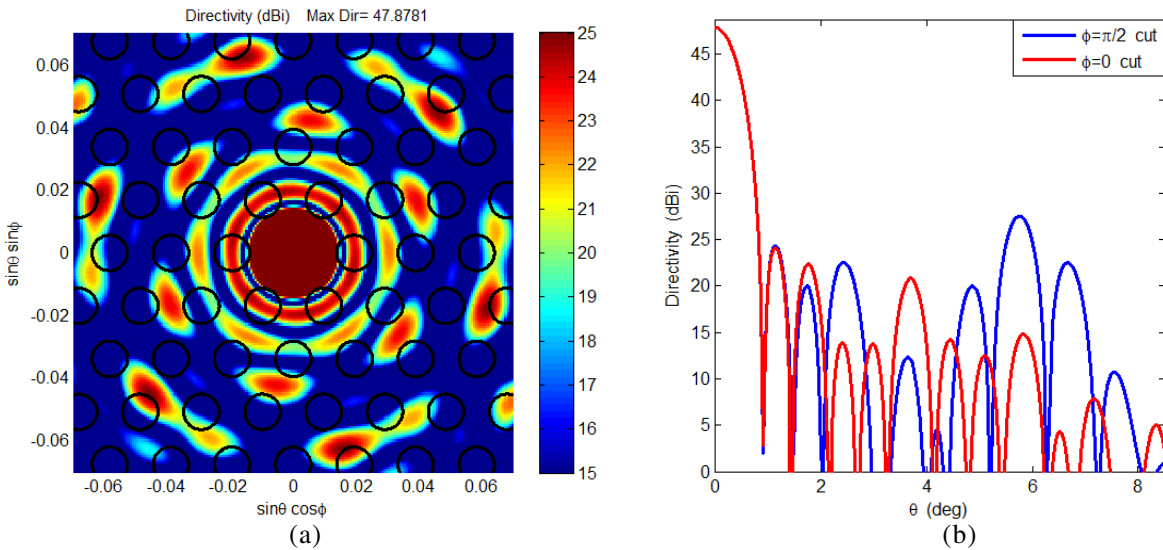 Directivity (dBi) Max Dir= 47.8781
0.06
0.04
0.02
0
-0.02
-0.04
-0.06
sinθ sinϕ
-0.06 -0.04 -0.02 0 0.02 0.04 0.06
sinθ cosϕ
25
24
23
22
21
20
19
18
17
16
15
(a)
ϕ=π/2 cut
ϕ=0 cut
45
40
35
30
25
20
15
10
5
0
Directivity (dBi)
0 2 4 6 8
θ (deg)
(b)